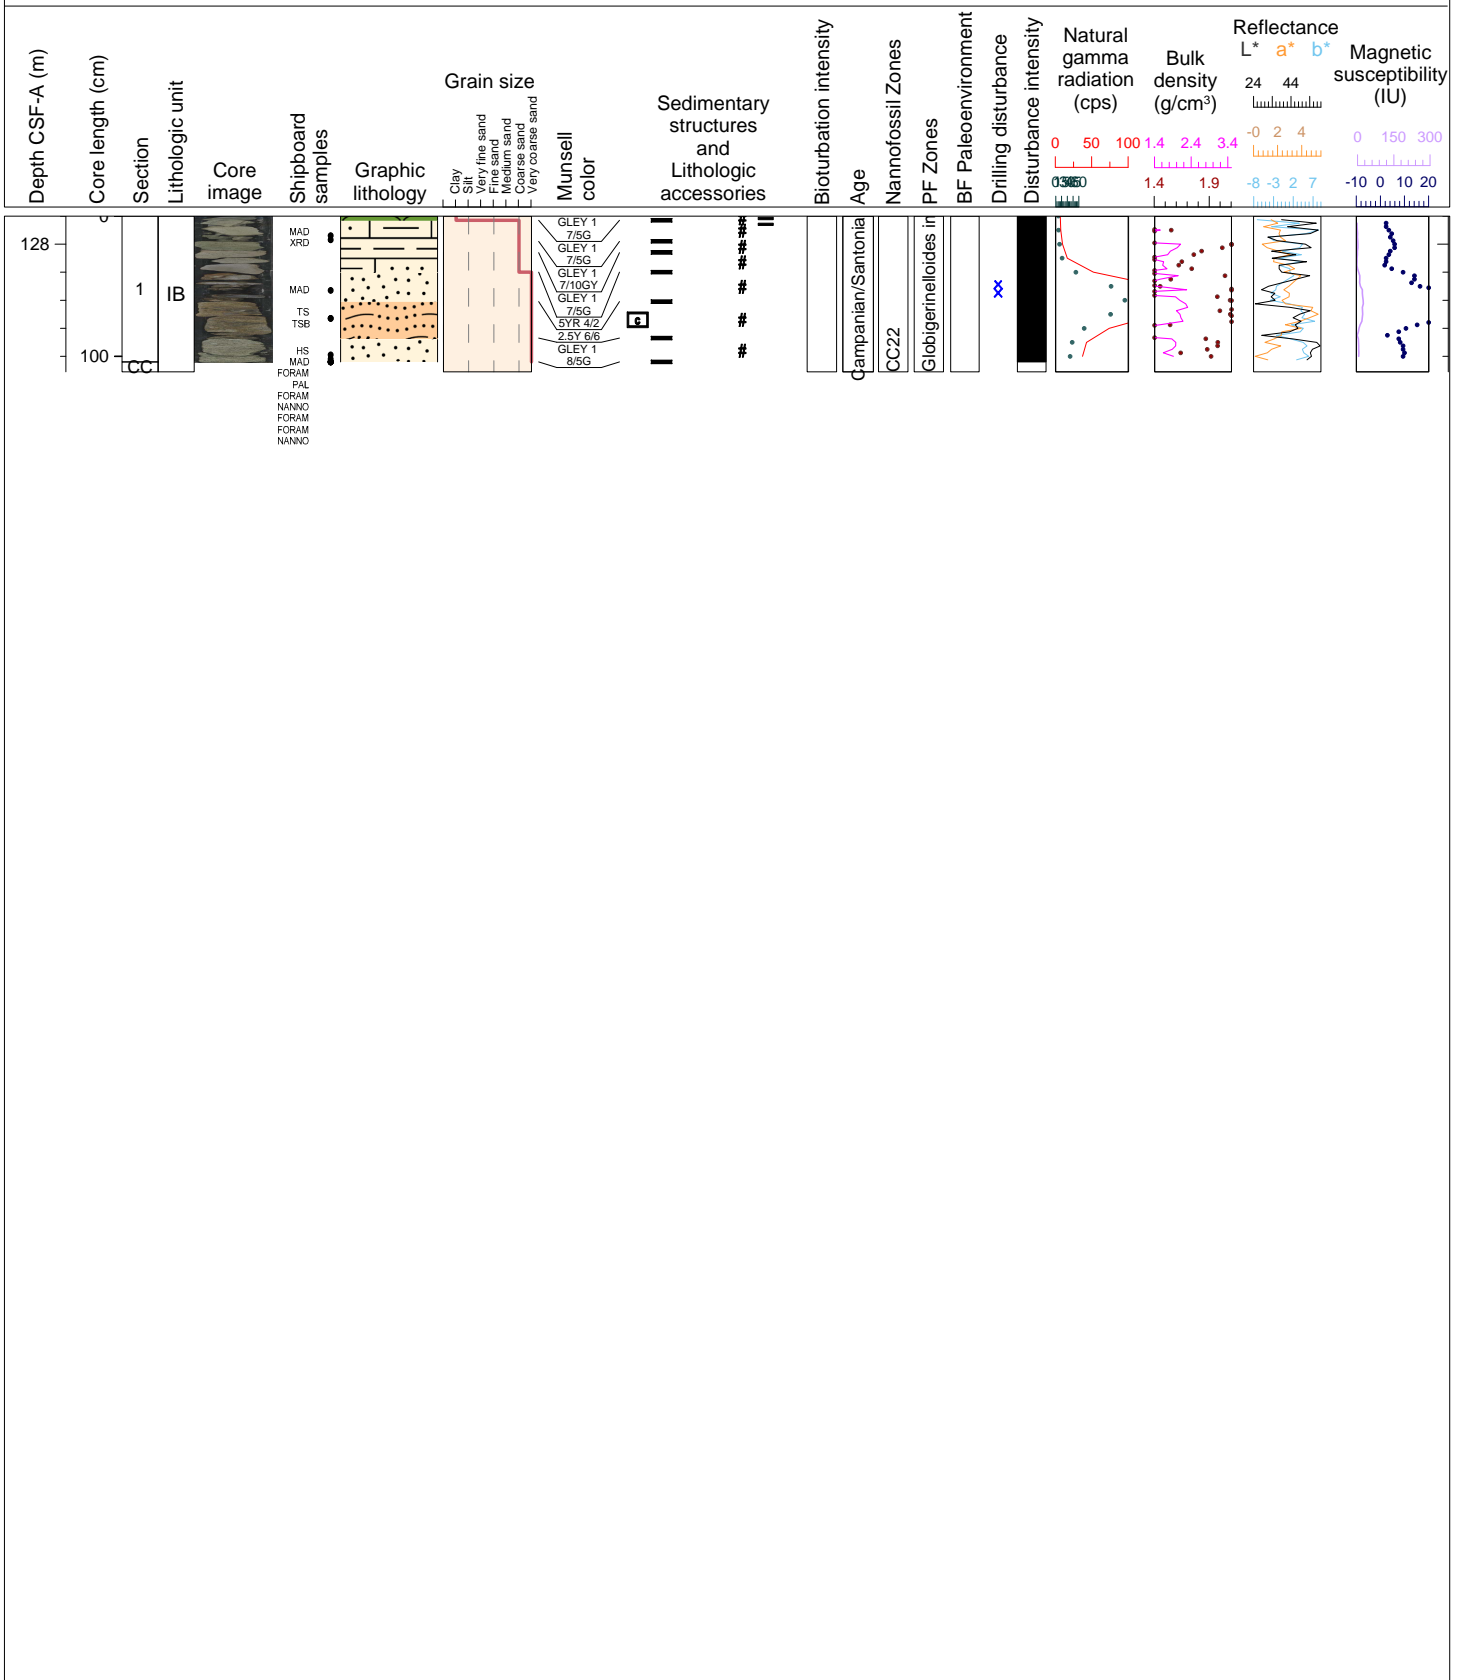 Depth CSF-A (m)
Core length (cm)
Section
Lithologic unit
Core
image
Shipboard
samples
Graphic
lithology
Grain size
Clay
Silt
Very fine sand
Fine sand
Medium sand
Coarse sand
Very coarse sand
Munsell
color
Sedimentary
structures
and
Lithologic
accessories
Bioturbation intensity
Age
Nannofossil Zones
PF Zones
BF Paleoenvironment
Drilling disturbance
Disturbance intensity
Natural
gamma
radiation
(cps)
0 50 100
Bulk
density
(g/cm3)
1.4 2.4 3.4
1.4 1.9
Reflectance
L* a* b*
24 44
-0 2 4
-8 -3 2 7
Magnetic
susceptibility
(IU)
0 150 300
-10 0 10 20
128
0
100
1
CC
IB
MAD
XRD
MAD
TS
TSB
HS
MAD
FORAM
PAL
FORAM
NANNO
FORAM
FORAM
NANNO
GLEY 1
7/5G
GLEY 1
7/5G
GLEY 1
7/10GY
GLEY 1
7/5G
5YR 4/2
2.5Y 6/6
GLEY 1
8/5G
#
#
#
#
#
#
#
c
Campanian/Santonia
CC22
Globigerinelloides in